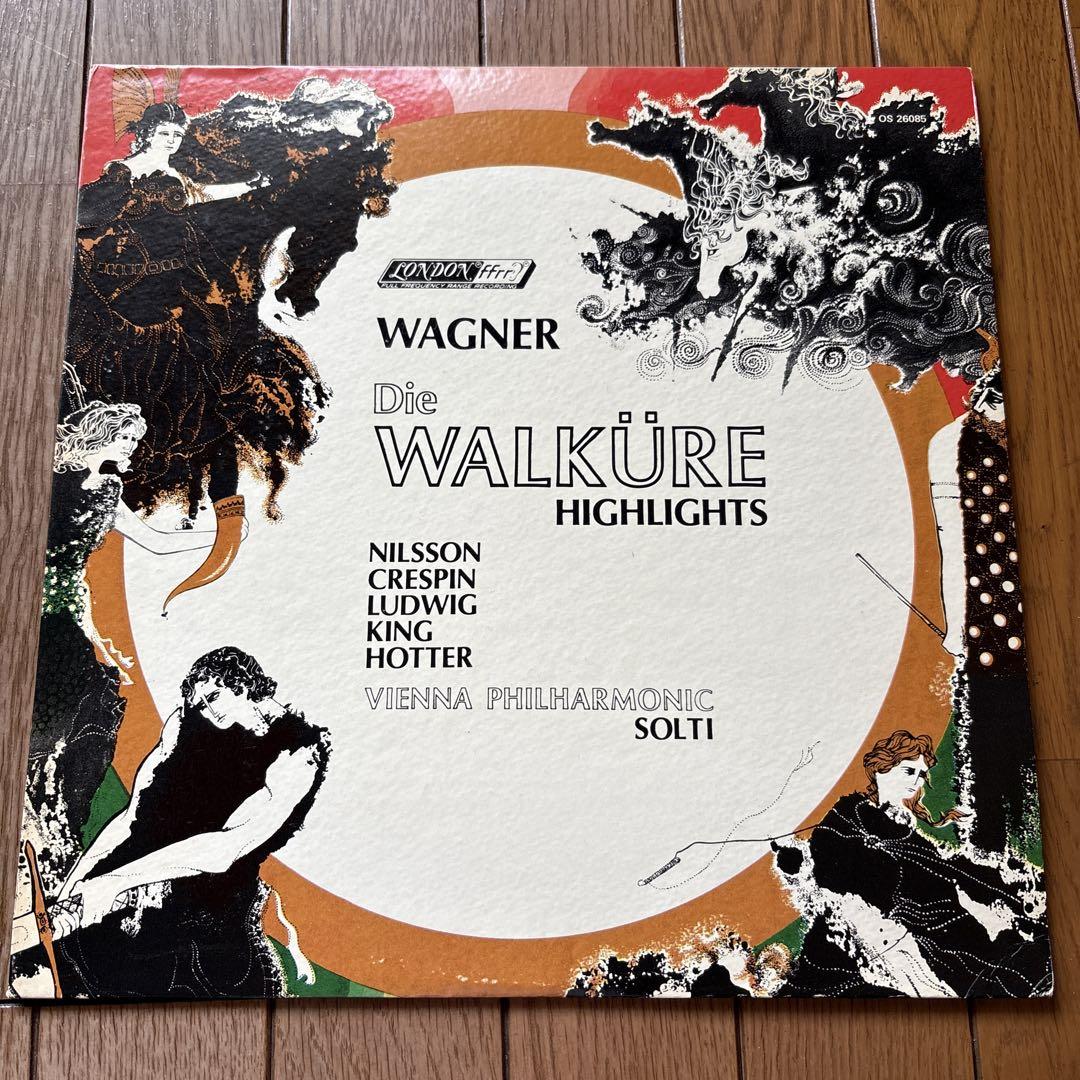 OS 26085
LONDON ffrr
FULL FREQUENCY RANGE RECORDING
WAGNER
Die
WALKÜRE
HIGHLIGHTS
NILSSON
CRESPIN
LUDWIG
KING
HOTTER
VIENNA PHILHARMONIC
SOLTI